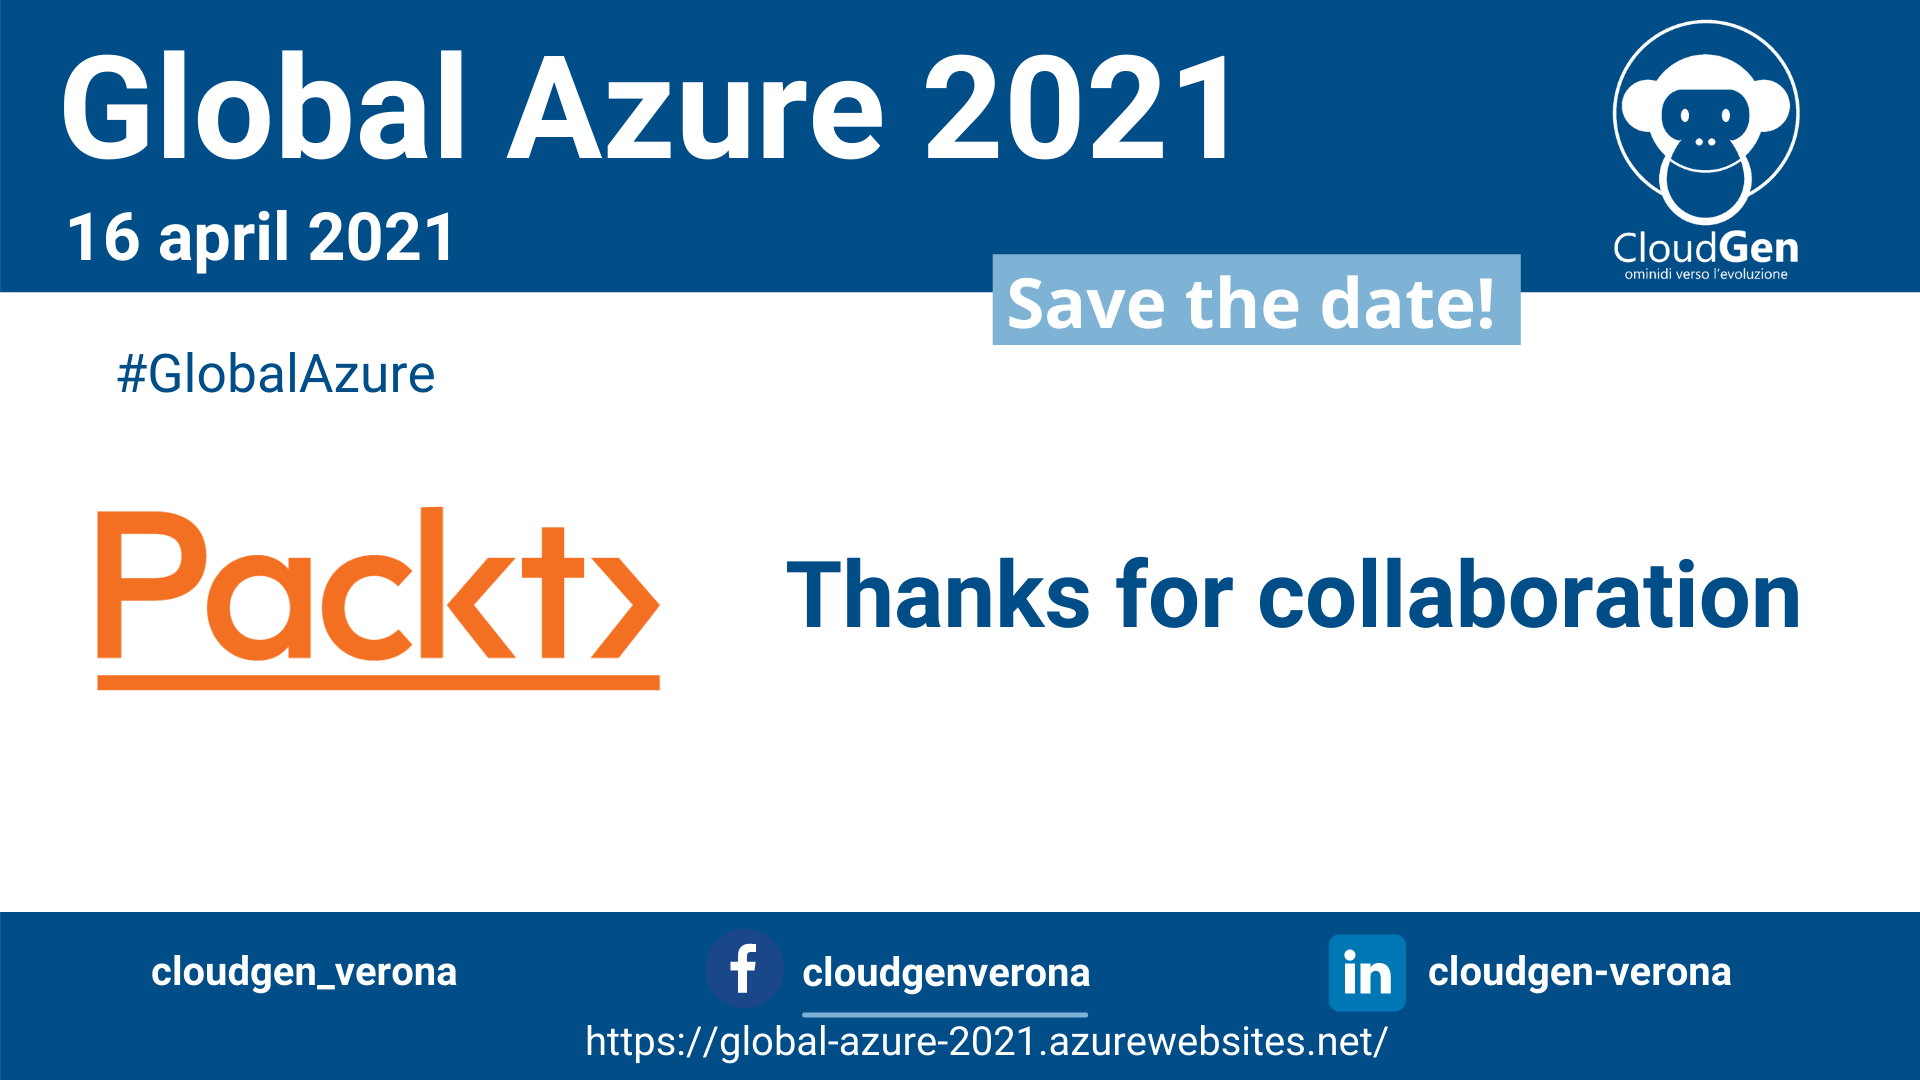 Global Azure 2021
16 april 2021
CloudGen
ominidi verso l'evoluzione
Save the date!
#GlobalAzure
Packt>
Thanks for collaboration
cloudgen_verona
f cloudgenverona
in cloudgen-verona
https://global-azure-2021.azurewebsites.net/